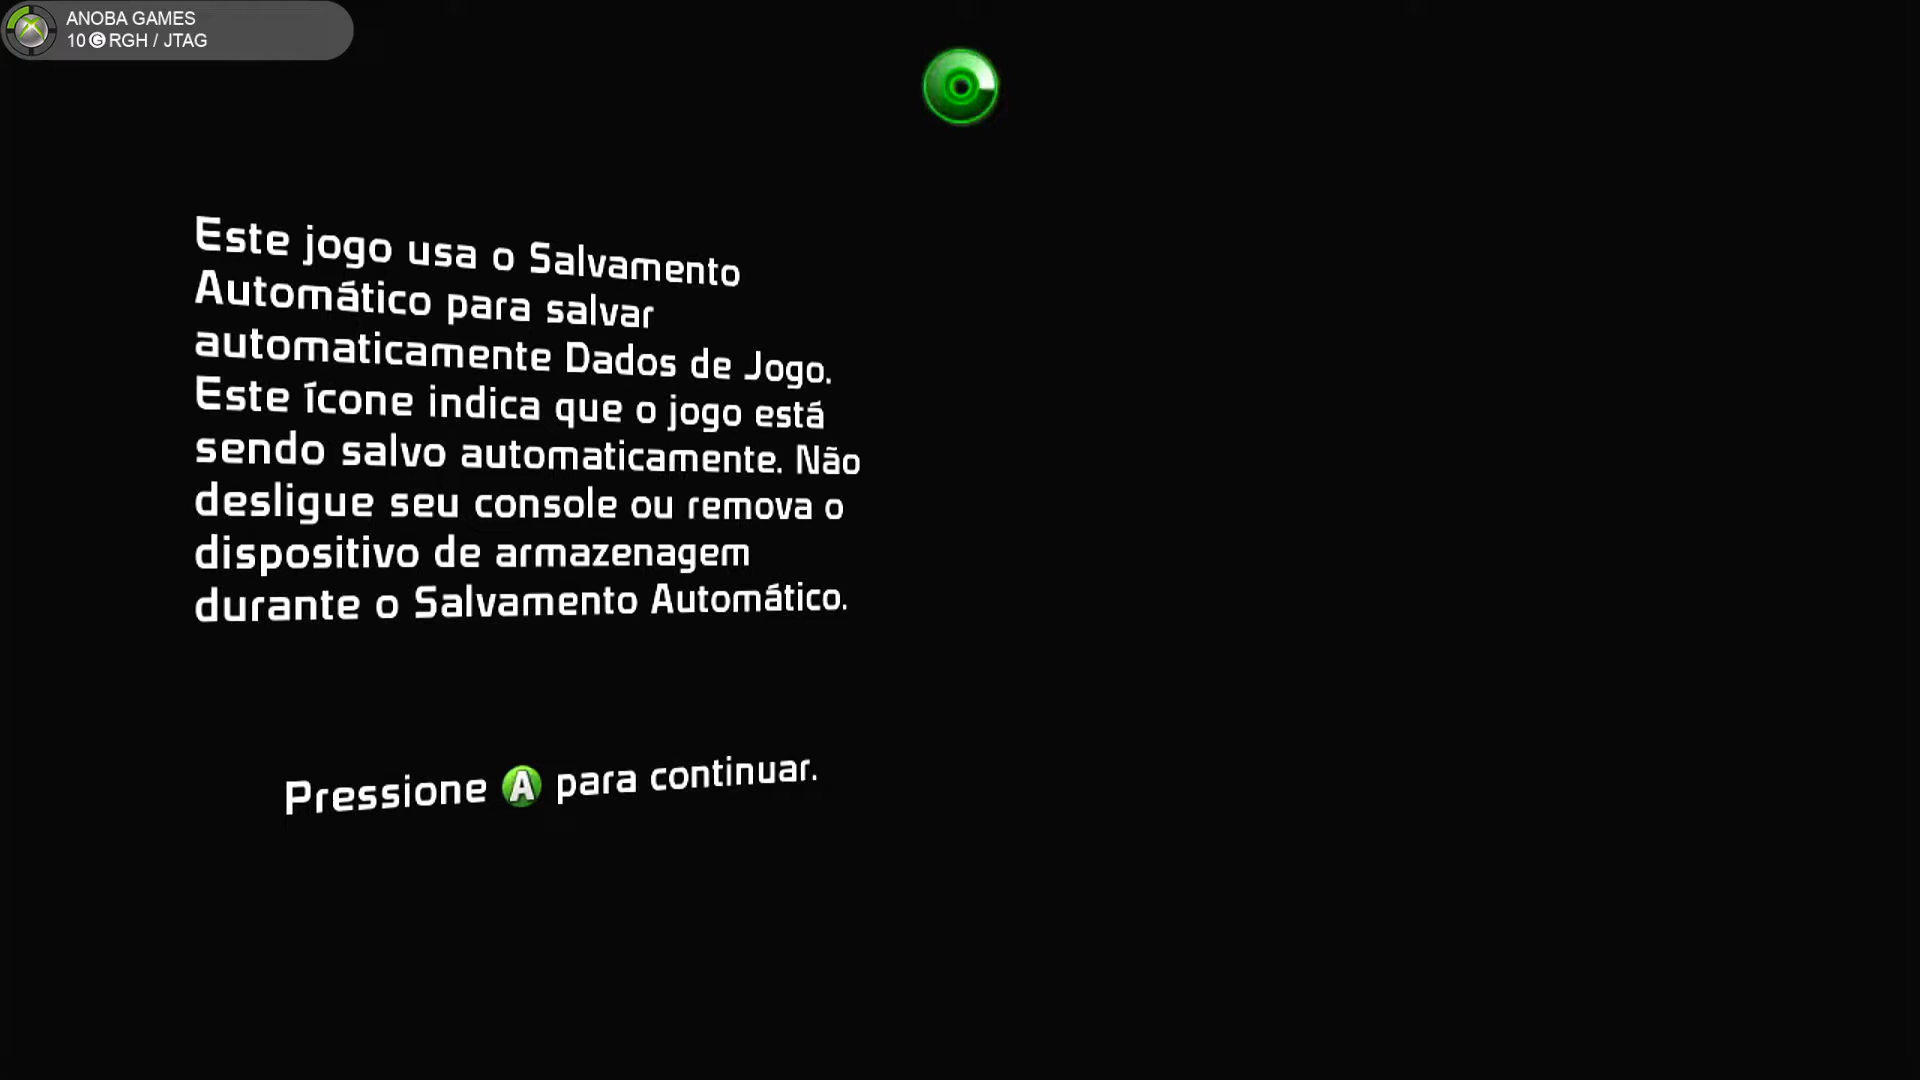 ANOBA GAMES
10 G RGH / JTAG
Este jogo usa o Salvamento
Automático para salvar
automaticamente Dados de Jogo.
Este ícone indica que o jogo está
sendo salvo automaticamente. Não
desligue seu console ou remova o
dispositivo de armazenagem
durante o Salvamento Automático.
Pressione A para continuar.